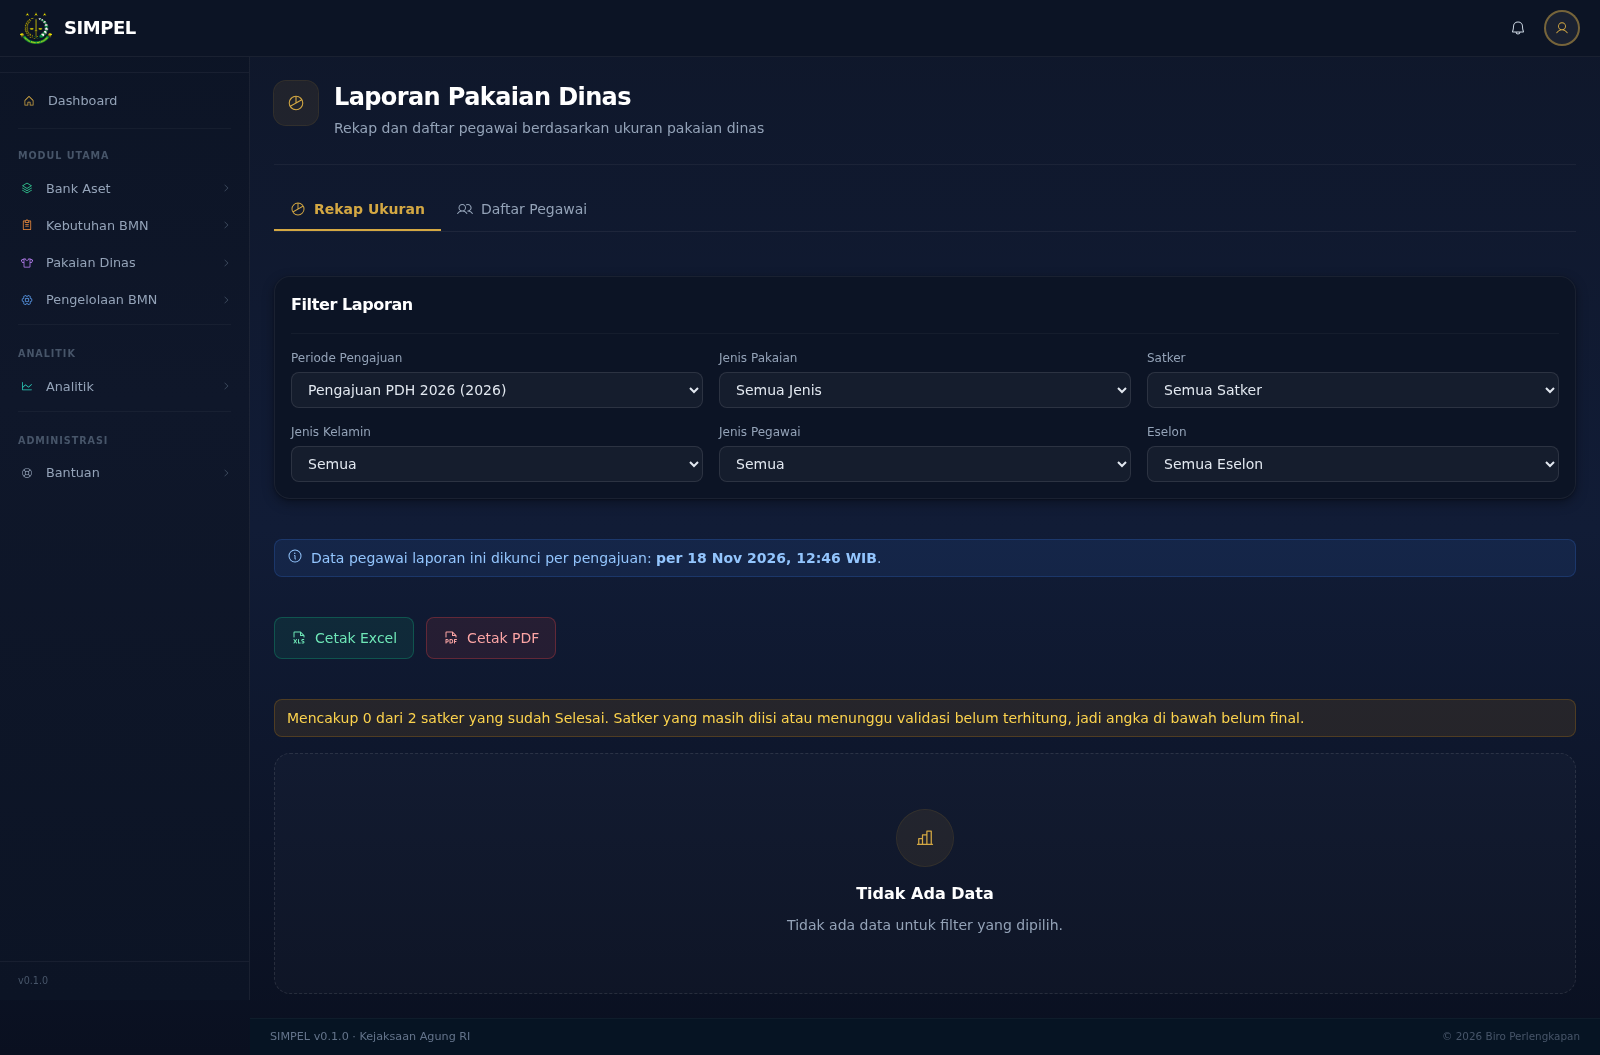 SIMPEL
Dashboard
MODUL UTAMA
Bank Aset
Kebutuhan BMN
Pakaian Dinas
Pengelolaan BMN
ANALITIK
Analitik
ADMINISTRASI
Bantuan
v0.1.0
Laporan Pakaian Dinas
Rekap dan daftar pegawai berdasarkan ukuran pakaian dinas
Rekap Ukuran
Daftar Pegawai
Filter Laporan
Periode Pengajuan
Pengajuan PDH 2026 (2026)
Jenis Pakaian
Semua Jenis
Satker
Semua Satker
Jenis Kelamin
Semua
Jenis Pegawai
Semua
Eselon
Semua Eselon
Data pegawai laporan ini dikunci per pengajuan: per 18 Nov 2026, 12:46 WIB.
XLS Cetak Excel
PDF Cetak PDF
Mencakup 0 dari 2 satker yang sudah Selesai. Satker yang masih diisi atau menunggu validasi belum terhitung, jadi angka di bawah belum final.
Tidak Ada Data
Tidak ada data untuk filter yang dipilih.
SIMPEL v0.1.0 · Kejaksaan Agung RI
© 2026 Biro Perlengkapan